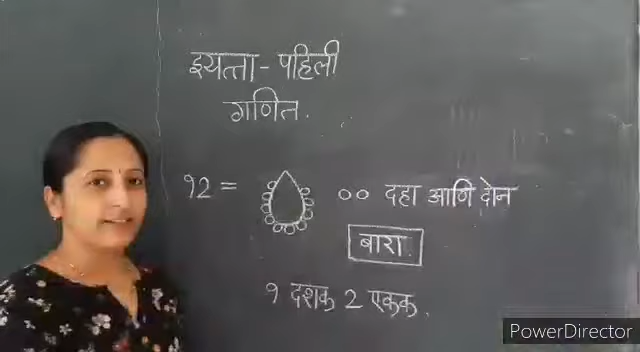 इयत्ता - पहिली
गणित.
१2 = ०० दहा आणि दोन
बारा.
१ दशक 2 एकक.
PowerDirector